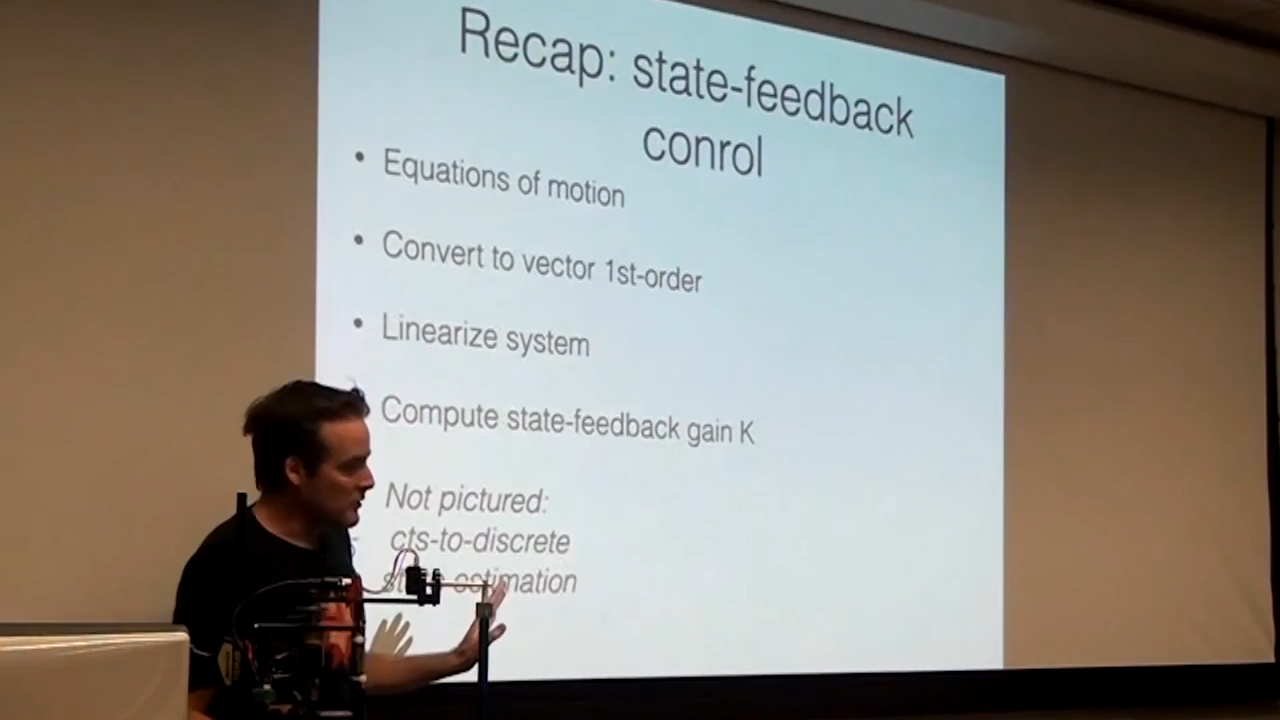 Recap: state-feedback
conrol
• Equations of motion
• Convert to vector 1st-order
• Linearize system
Compute state-feedback gain K
Not pictured:
- cts-to-discrete
estimation